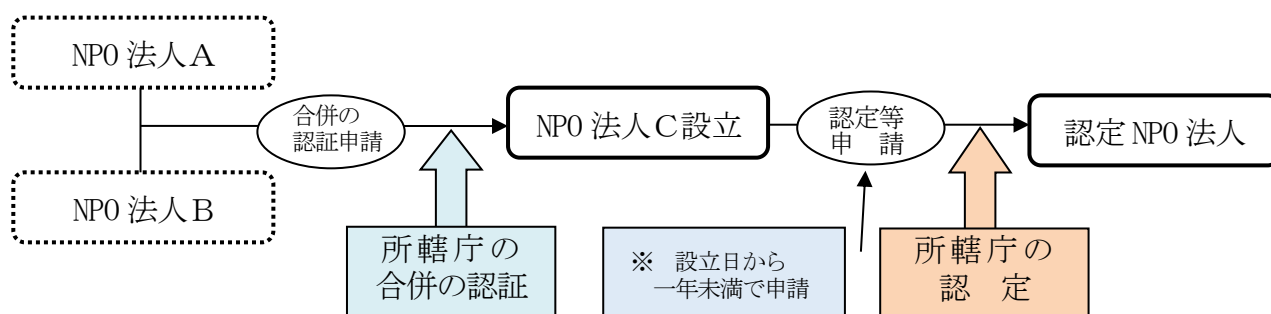 NPO 法人A
合併の
認証申請
NPO 法人C設立
認定等
申　請
認定 NPO 法人
NPO 法人B
所轄庁の
合併の認証
※　設立日から
一年未満で申請
所轄庁の
認　定